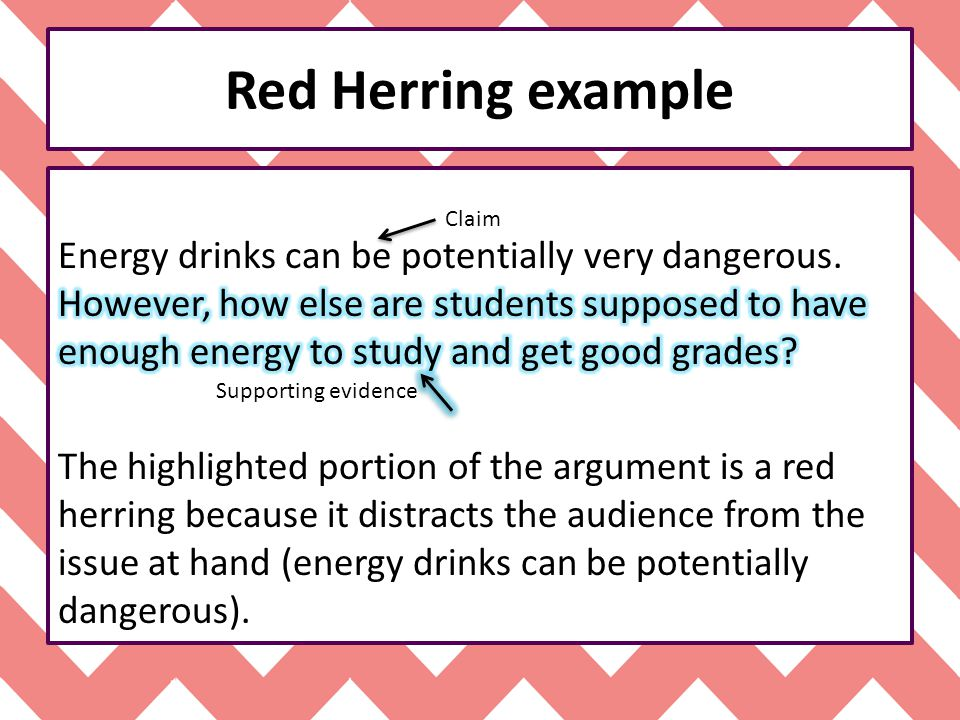 Red Herring example
Claim
Energy drinks can be potentially very dangerous.
However, how else are students supposed to have
enough energy to study and get good grades?
Supporting evidence
The highlighted portion of the argument is a red
herring because it distracts the audience from the
issue at hand (energy drinks can be potentially
dangerous).